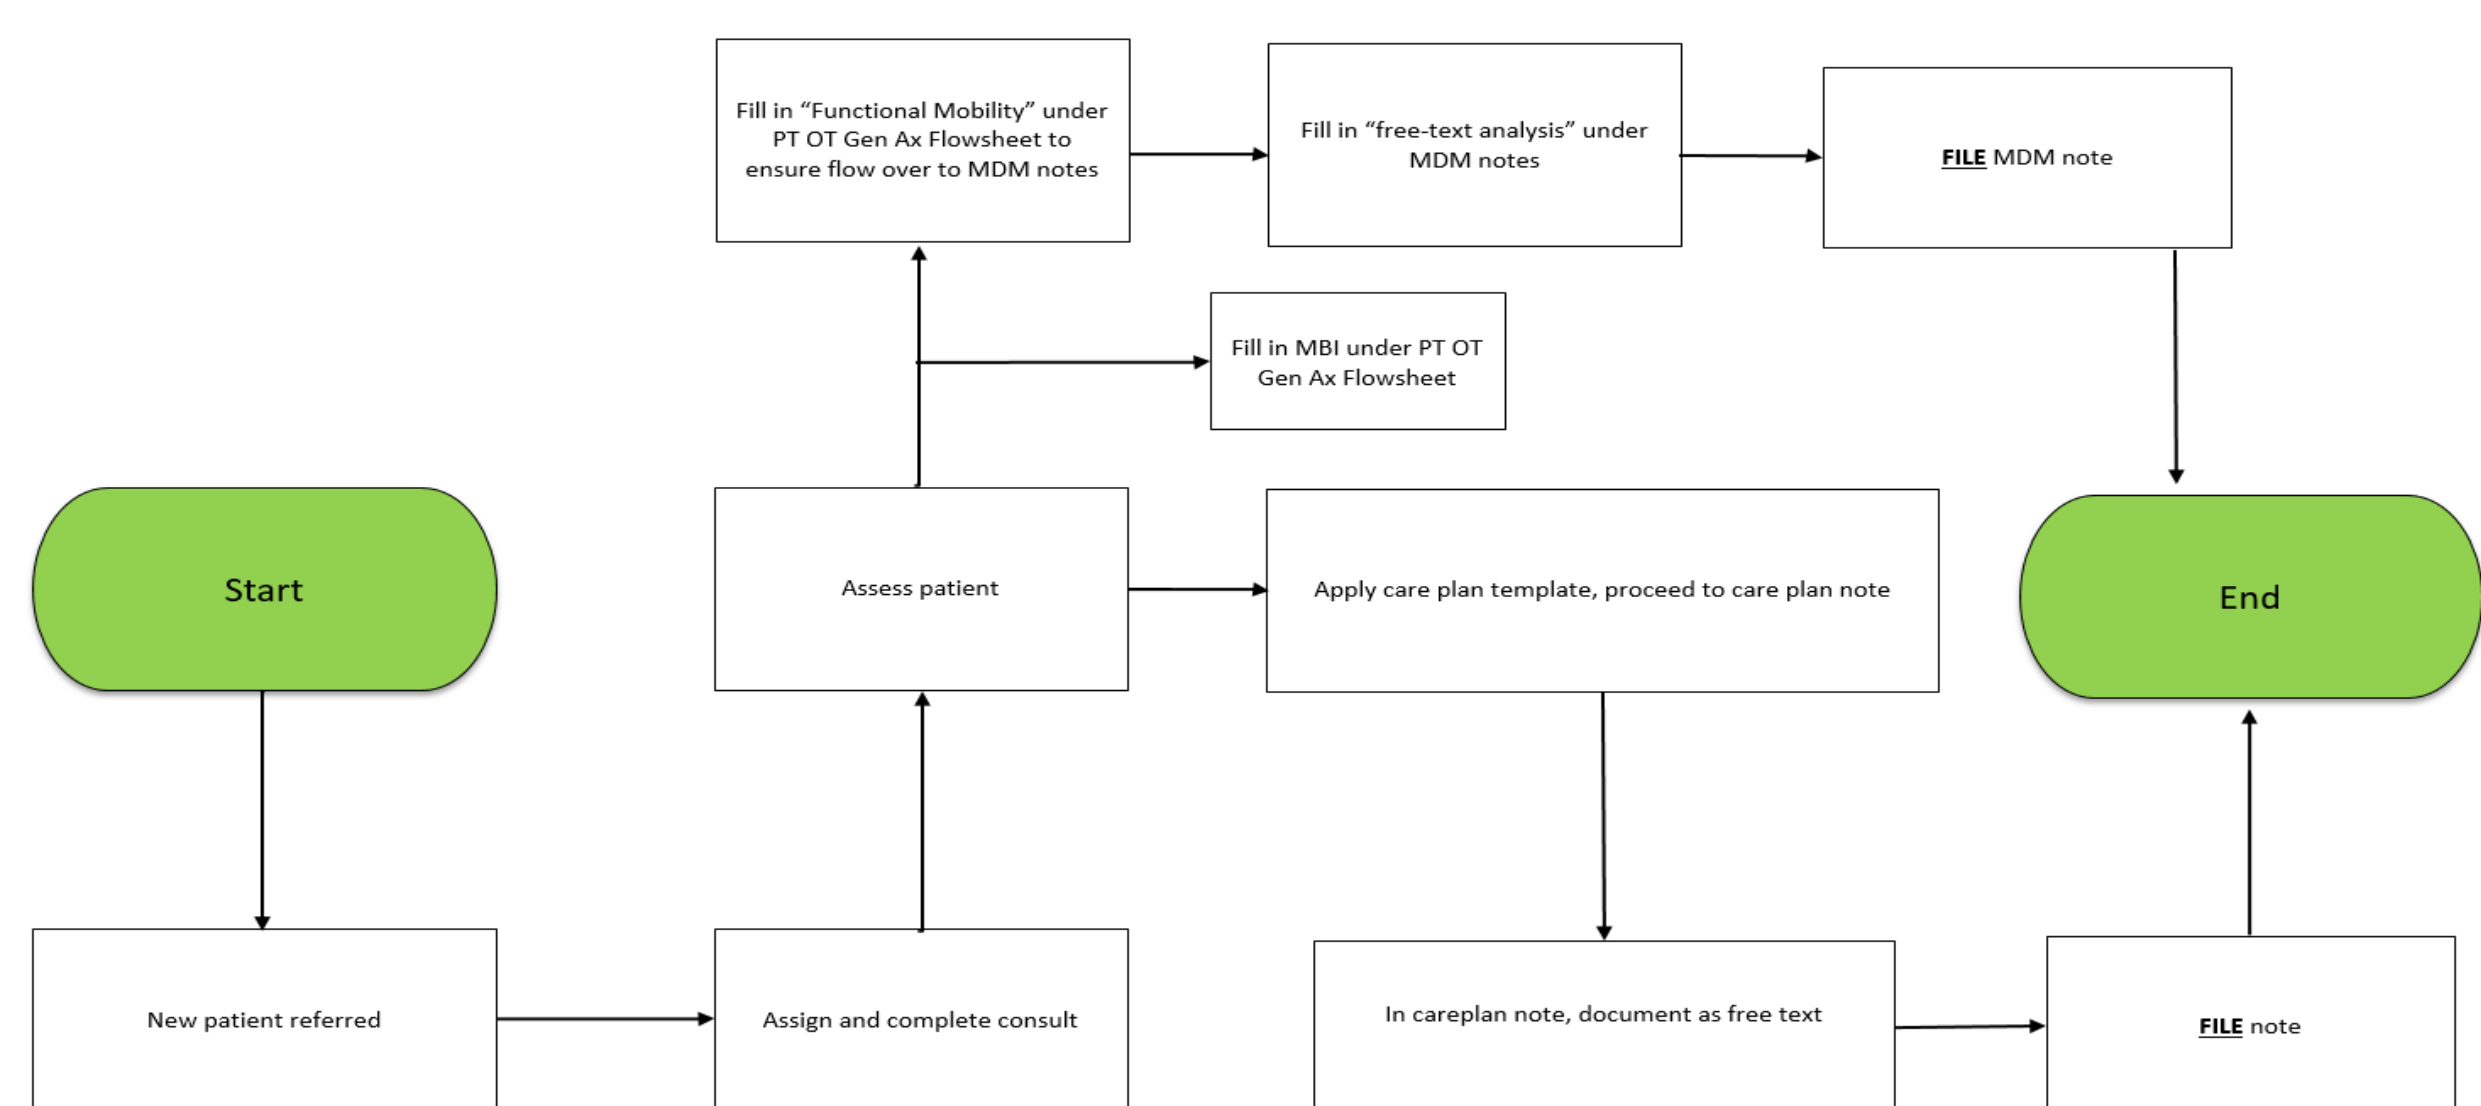 Fill in “Functional Mobility” under
PT OT Gen Ax Flowsheet to
ensure flow over to MDM notes
Fill in “free-text analysis” under
MDM notes
FILE MDM note
Fill in MBI under PT OT
Gen Ax Flowsheet
Start
Assess patient
Apply care plan template, proceed to care plan note
End
New patient referred
Assign and complete consult
In careplan note, document as free text
FILE note